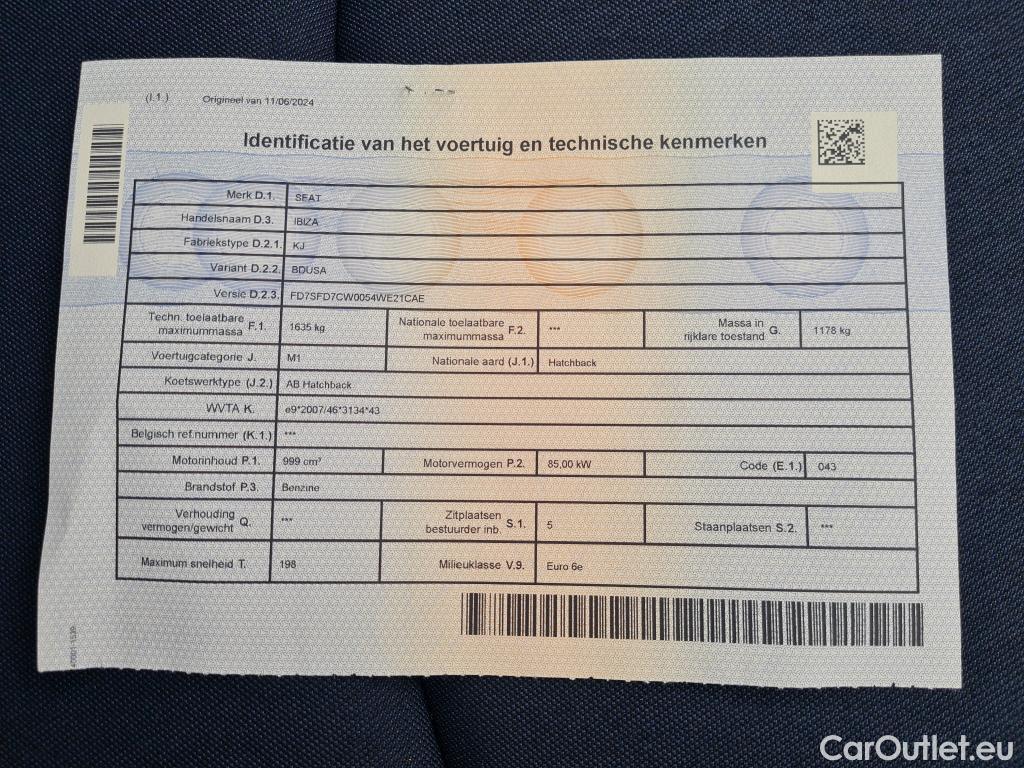 (I.1.) Origineel van 11/06/2024
Identificatie van het voertuig en technische kenmerken
Merk D.1. SEAT
Handelsnaam D.3. IBIZA
Fabriekstype D.2.1. KJ
Variant D.2.2. BDUSA
Versie D.2.3. FD7SFD7CW0054WE21CAE
Techn. toelaatbare maximummassa F.1. 1635 kg Nationale toelaatbare maximummassa F.2. *** Massa in rijklare toestand G. 1178 kg
Voertuigcategorie J. M1 Nationale aard (J.1.) Hatchback
Koetswerktype (J.2.) AB Hatchback
WVTA K. e9*2007/46*3134*43
Belgisch ref.nummer (K.1.) ***
Motorinhoud P.1. 999 cm³ Motorvermogen P.2. 85,00 kW Code (E.1.) 043
Brandstof P.3. Benzine
Verhouding vermogen/gewicht Q. *** Zitplaatsen bestuurder inb. S.1. 5 Staanplaatsen S.2. ***
Maximum snelheid T. 198 Milieuklasse V.9. Euro 6e
CarOutlet.eu